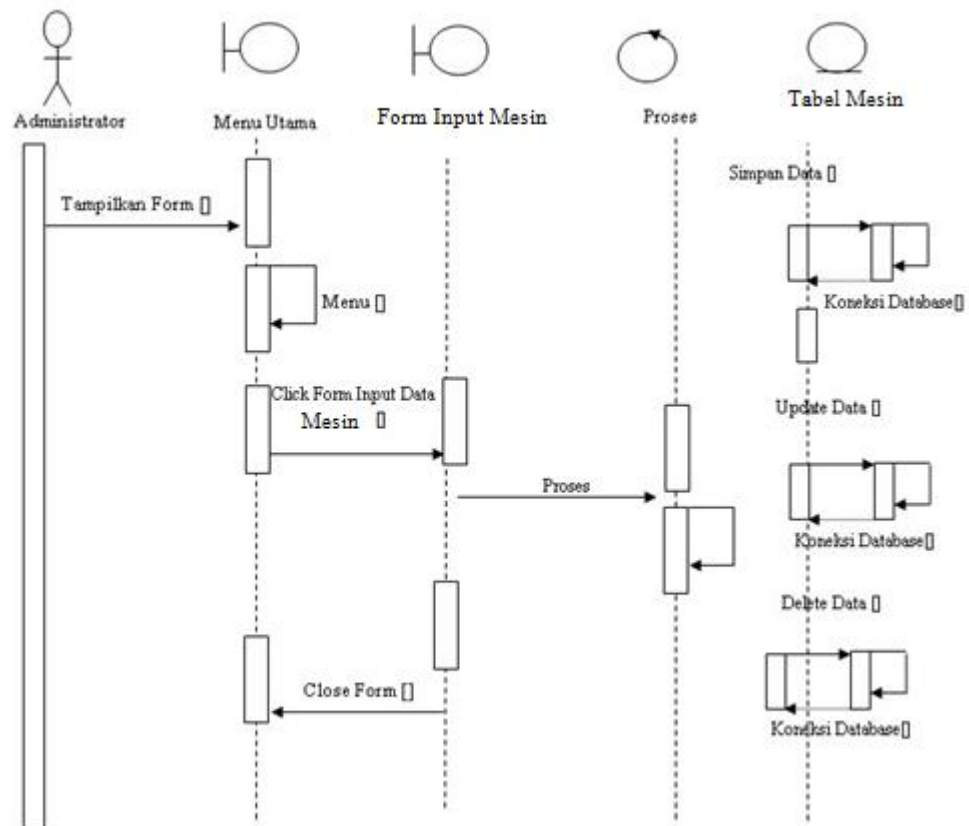 Administrator
Menu Utama
Form Input Mesin
Proses
Tabel Mesin
Simpan Data []
Tampilkan Form []
Menu []
Koneksi Database[]
Click Form Input Data
Mesin []
Update Data []
Proses
Koneksi Database[]
Delete Data []
Close Form []
Koneksi Database[]